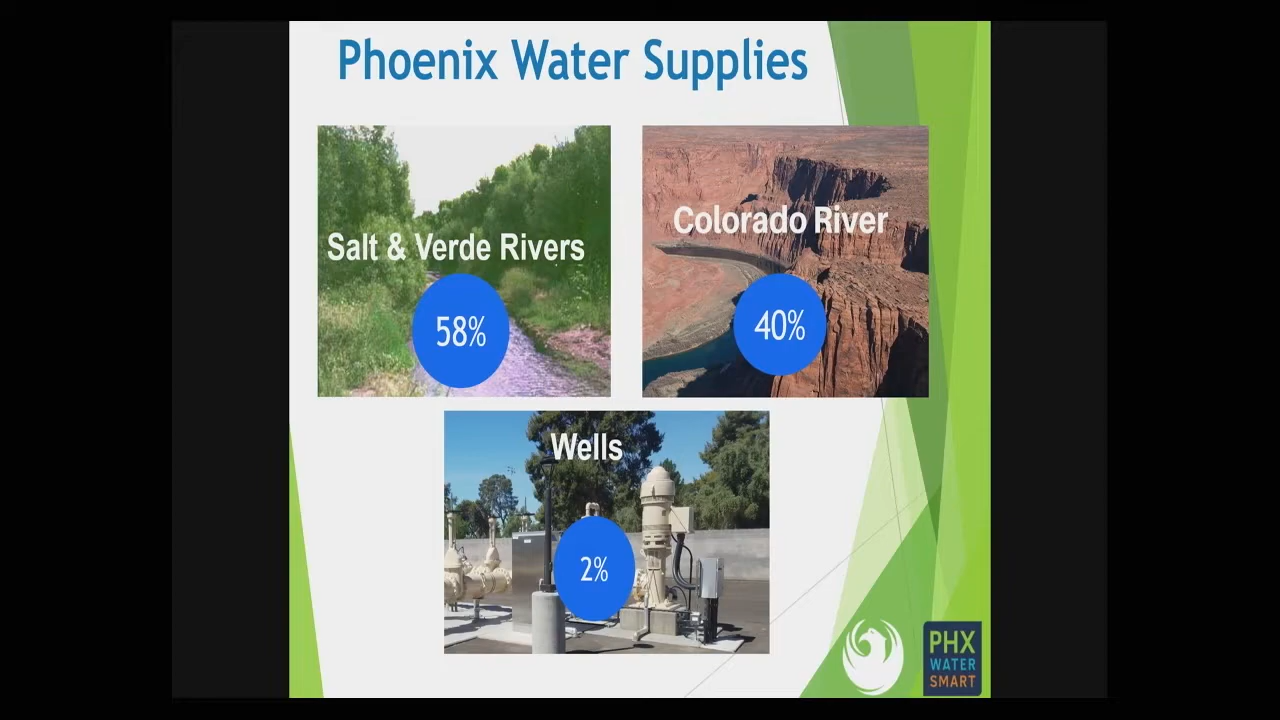 Phoenix Water Supplies
Salt & Verde Rivers
58%
Colorado River
40%
Wells
2%
PHX
WATER
SMART